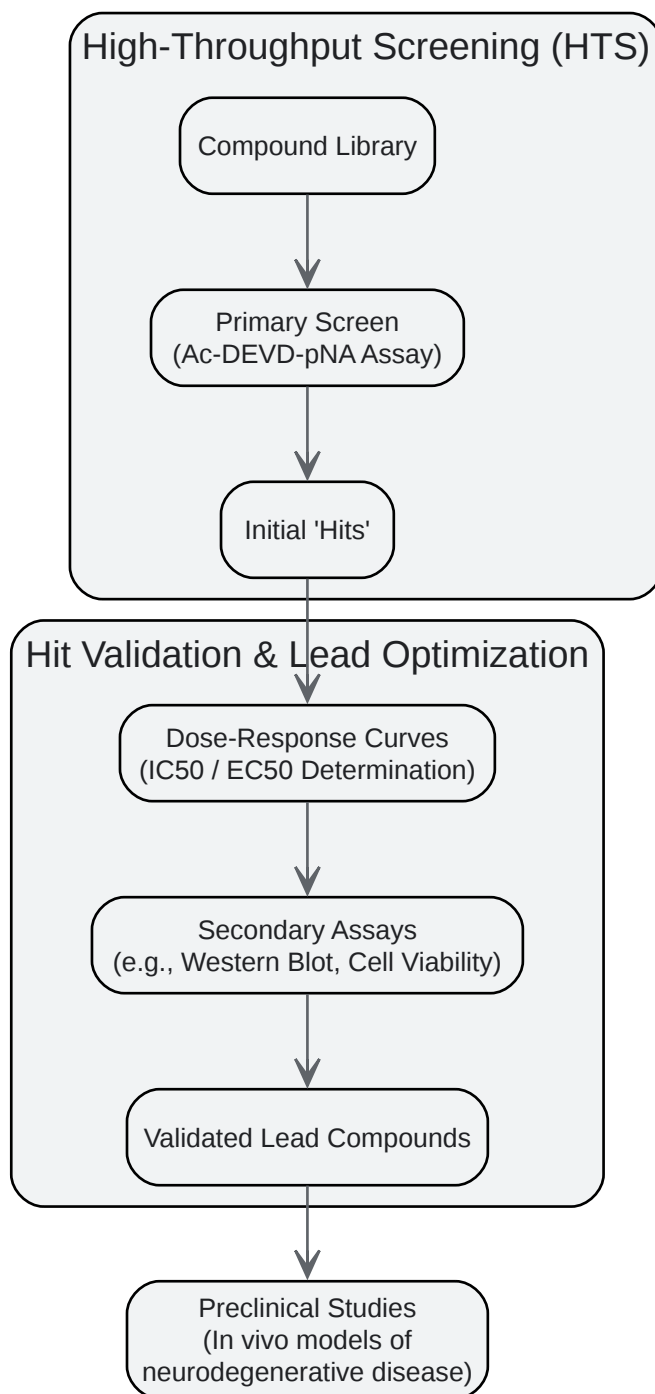 High-Throughput Screening (HTS)
Compound Library
Primary Screen
(Ac-DEVD-pNA Assay)
Initial 'Hits'
Hit Validation & Lead Optimization
Dose-Response Curves
(IC50 / EC50 Determination)
Secondary Assays
(e.g., Western Blot, Cell Viability)
Validated Lead Compounds
Preclinical Studies
(In vivo models of
neurodegenerative disease)